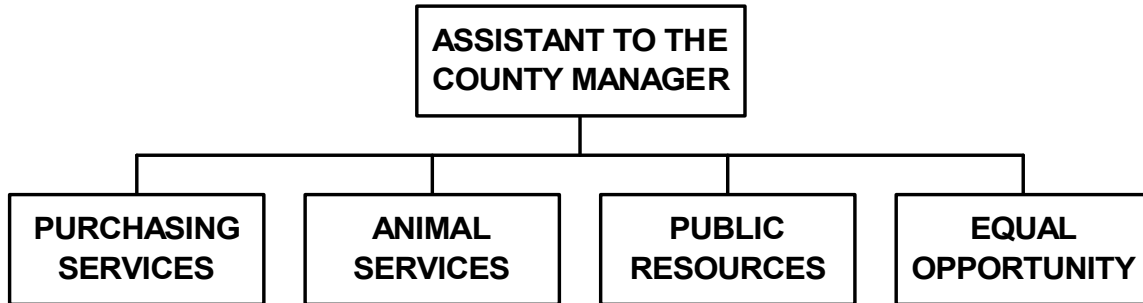 ASSISTANT TO THE
COUNTY MANAGER
PURCHASING
SERVICES
ANIMAL
SERVICES
PUBLIC
RESOURCES
EQUAL
OPPORTUNITY